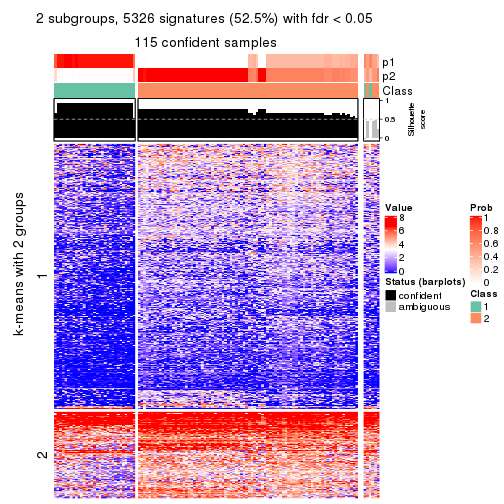 2 subgroups, 5326 signatures (52.5%) with fdr < 0.05
115 confident samples
p1
p2
Class
1
0.5
0
Silhouette
score
k-means with 2 groups
1
2
Value
8
6
4
2
0
Status (barplots)
confident
ambiguous
Prob
1
0.8
0.6
0.4
0.2
0
Class
1
2